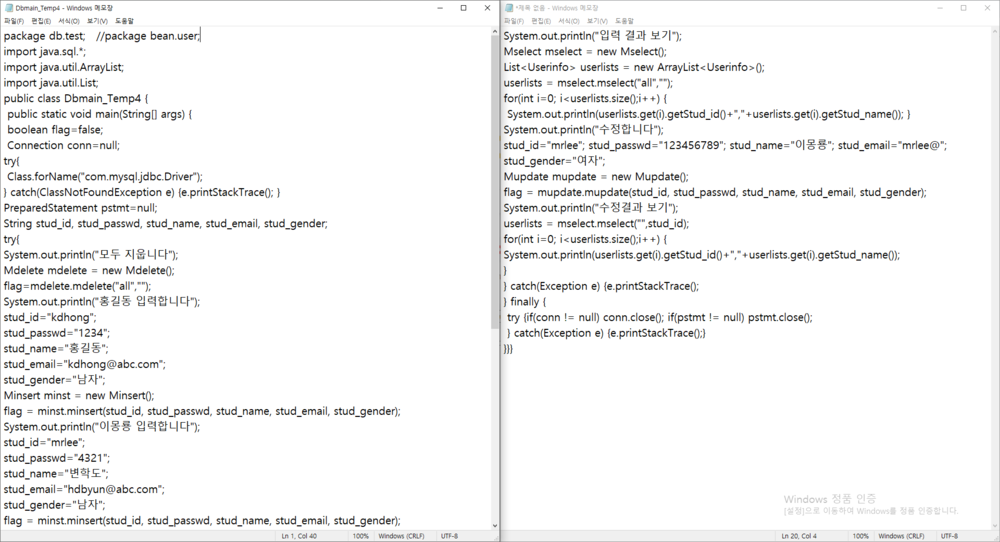 Dbmain_Temp4 - Windows 메모장
파일(F) 편집(E) 서식(O) 보기(V) 도움말
package db.test;   //package bean.user;
import java.sql.*;
import java.util.ArrayList;
import java.util.List;
public class Dbmain_Temp4 {
 public static void main(String[] args) {
 boolean flag=false;
 Connection conn=null;
try{
 Class.forName("com.mysql.jdbc.Driver");
} catch(ClassNotFoundException e) {e.printStackTrace(); }
PreparedStatement pstmt=null;
String stud_id, stud_passwd, stud_name, stud_email, stud_gender;
try{
System.out.println("모두 지웁니다");
Mdelete mdelete = new Mdelete();
flag=mdelete.mdelete("all","");
System.out.println("홍길동 입력합니다");
stud_id="kdhong";
stud_passwd="1234";
stud_name="홍길동";
stud_email="kdhong@abc.com";
stud_gender="남자";
Minsert minst = new Minsert();
flag = minst.minsert(stud_id, stud_passwd, stud_name, stud_email, stud_gender);
System.out.println("이몽룡 입력합니다");
stud_id="mrlee";
stud_passwd="4321";
stud_name="변학도";
stud_email="hdbyun@abc.com";
stud_gender="남자";
flag = minst.minsert(stud_id, stud_passwd, stud_name, stud_email, stud_gender);
Ln 1, Col 40 100% Windows (CRLF) UTF-8
*제목 없음 - Windows 메모장
파일(F) 편집(E) 서식(O) 보기(V) 도움말
System.out.println("입력 결과 보기");
Mselect mselect = new Mselect();
List<Userinfo> userlists = new ArrayList<Userinfo>();
userlists = mselect.mselect("all","");
for(int i=0; i<userlists.size();i++) {
 System.out.println(userlists.get(i).getStud_id()+","+userlists.get(i).getStud_name()); }
System.out.println("수정합니다");
stud_id="mrlee"; stud_passwd="123456789"; stud_name="이몽룡"; stud_email="mrlee@";
stud_gender="여자";
Mupdate mupdate = new Mupdate();
flag = mupdate.mupdate(stud_id, stud_passwd, stud_name, stud_email, stud_gender);
System.out.println("수정결과 보기");
userlists = mselect.mselect("",stud_id);
for(int i=0; i<userlists.size();i++) {
System.out.println(userlists.get(i).getStud_id()+","+userlists.get(i).getStud_name());
}
} catch(Exception e) {e.printStackTrace();
} finally {
 try {if(conn != null) conn.close(); if(pstmt != null) pstmt.close();
 } catch(Exception e) {e.printStackTrace();}
}}}
Windows 정품 인증
[설정]으로 이동하여 Windows를 정품 인증합니다.
Ln 20, Col 4 100% Windows (CRLF) UTF-8